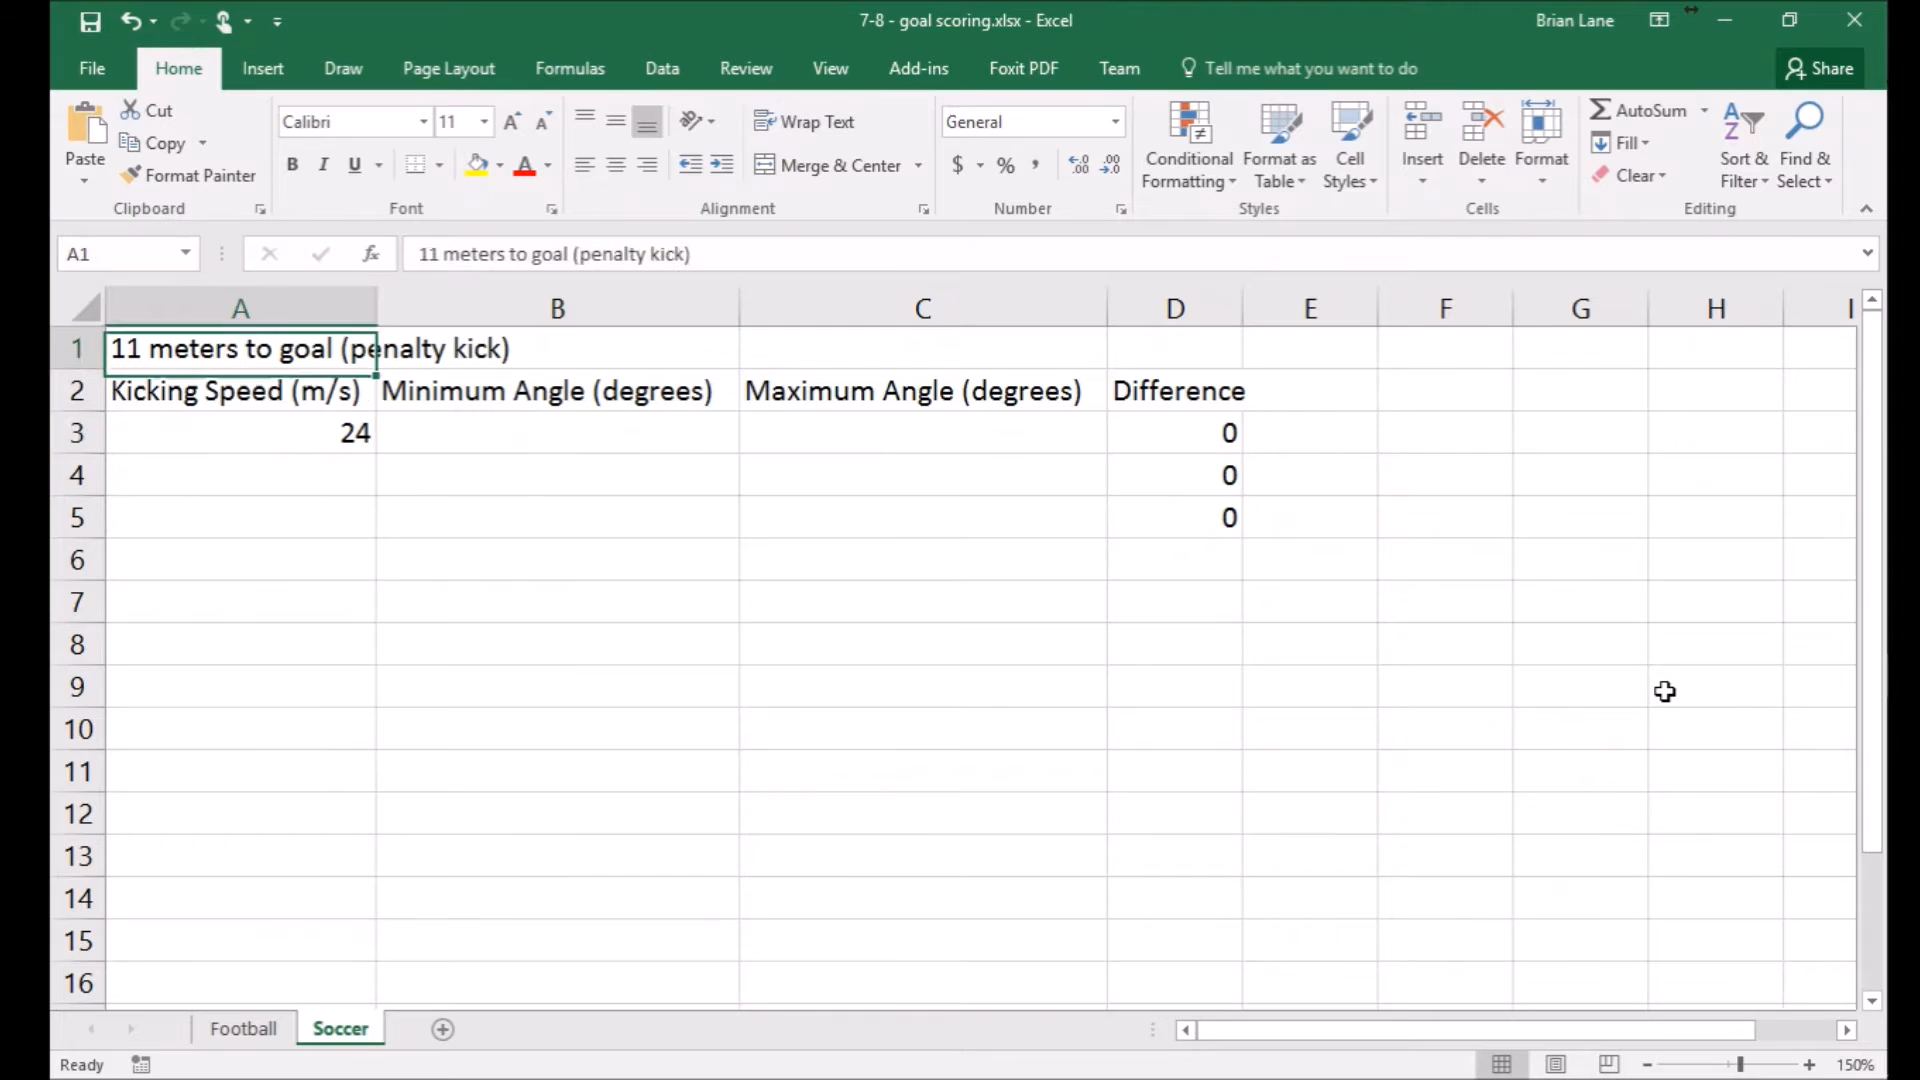 7-8 - goal scoring.xlsx - Excel
Brian Lane
File Home Insert Draw Page Layout Formulas Data Review View Add-ins Foxit PDF Team Tell me what you want to do Share
Cut
Copy
Format Painter
Paste
Clipboard
Calibri 11
B I U A
Font
Wrap Text
Merge & Center
Alignment
General
$ % ,
Number
Conditional Formatting
Format as Table
Cell Styles
Styles
Insert Delete Format
Cells
AutoSum
Fill
Clear
Sort & Filter
Find & Select
Editing
A1 fx 11 meters to goal (penalty kick)
A B C D E F G H I
1 11 meters to goal (penalty kick)
2 Kicking Speed (m/s) Minimum Angle (degrees) Maximum Angle (degrees) Difference
3 24 0
4 0
5 0
6
7
8
9
10
11
12
13
14
15
16
Football Soccer
Ready
150%